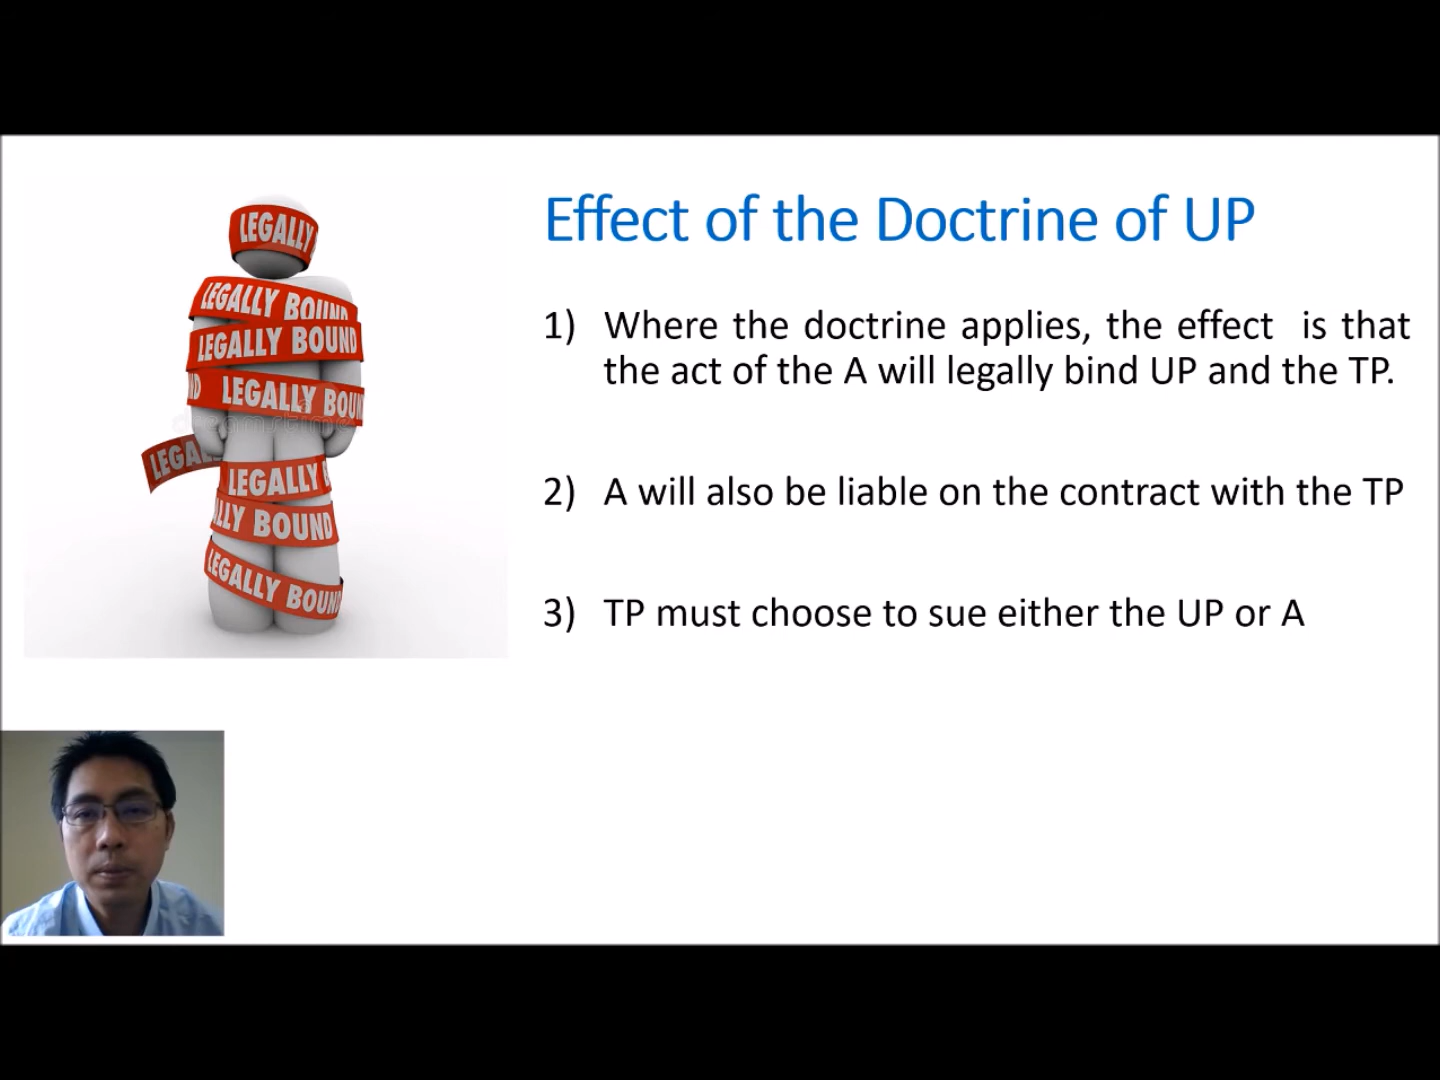 LEGALLY
LEGALLY BOUND
LEGALLY BOUND
LEGALLY BOUN
LEGAL
LEGALLY B
LLY BOUND
LEGALLY BOUND
Effect of the Doctrine of UP
1) Where the doctrine applies, the effect is that
the act of the A will legally bind UP and the TP.
2) A will also be liable on the contract with the TP
3) TP must choose to sue either the UP or A